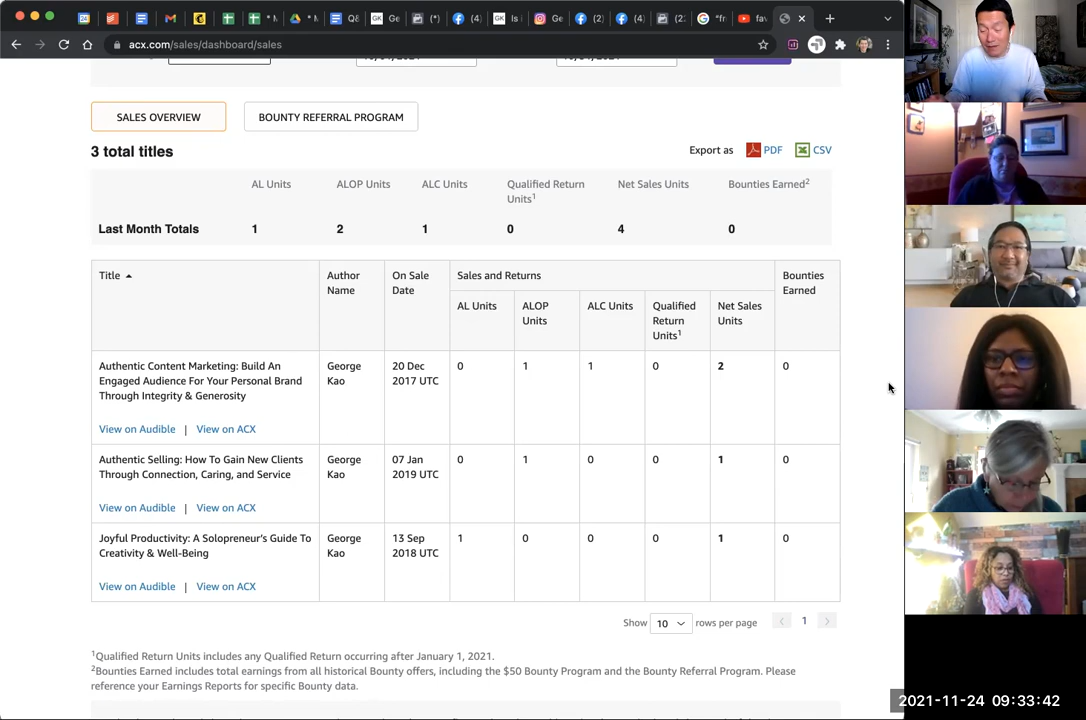 (*)
* M
* M
Q&
Ge
(*)
(4)
Is i
Ge
(2)
(4)
(2:
"fr
fav
acx.com/sales/dashboard/sales
SALES OVERVIEW
BOUNTY REFERRAL PROGRAM
3 total titles
Export as PDF CSV
AL Units ALOP Units ALC Units Qualified Return Units1 Net Sales Units Bounties Earned2
Last Month Totals 1 2 1 0 4 0
Title Author Name On Sale Date Sales and Returns Bounties Earned
AL Units ALOP Units ALC Units Qualified Return Units1 Net Sales Units
Authentic Content Marketing: Build An George 20 Dec 0 1 1 0 2 0
Engaged Audience For Your Personal Brand Kao 2017 UTC
Through Integrity & Generosity
View on Audible | View on ACX
Authentic Selling: How To Gain New Clients George 07 Jan 0 1 0 0 1 0
Through Connection, Caring, and Service Kao 2019 UTC
View on Audible | View on ACX
Joyful Productivity: A Solopreneur's Guide To George 13 Sep 1 0 0 0 1 0
Creativity & Well-Being Kao 2018 UTC
View on Audible | View on ACX
Show 10 rows per page 1
1Qualified Return Units includes any Qualified Return occurring after January 1, 2021.
2Bounties Earned includes total earnings from all historical Bounty offers, including the $50 Bounty Program and the Bounty Referral Program. Please
reference your Earnings Reports for specific Bounty data.
2021-11-24 09:33:42